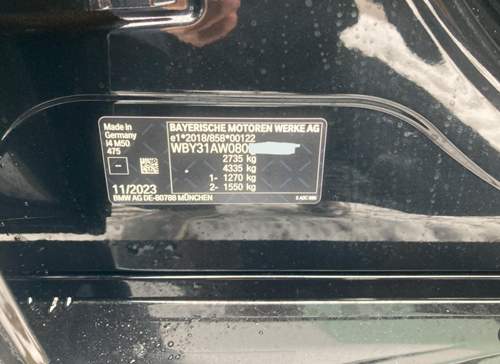 Made in
Germany
I4 M50
475
-
11/2023
BAYERISCHE MOTOREN WERKE AG
e1*2018/858*00122
WBY31AW080
2735 kg
4335 kg
1- 1270 kg
2- 1550 kg
BMW AG DE-80788 MÜNCHEN